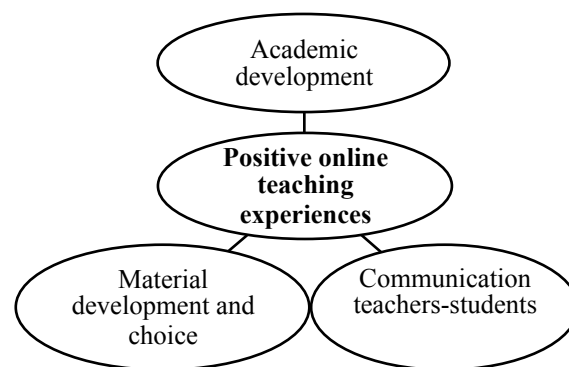 Academic
development
Positive online
teaching
experiences
Material
development and
choice
Communication
teachers-students